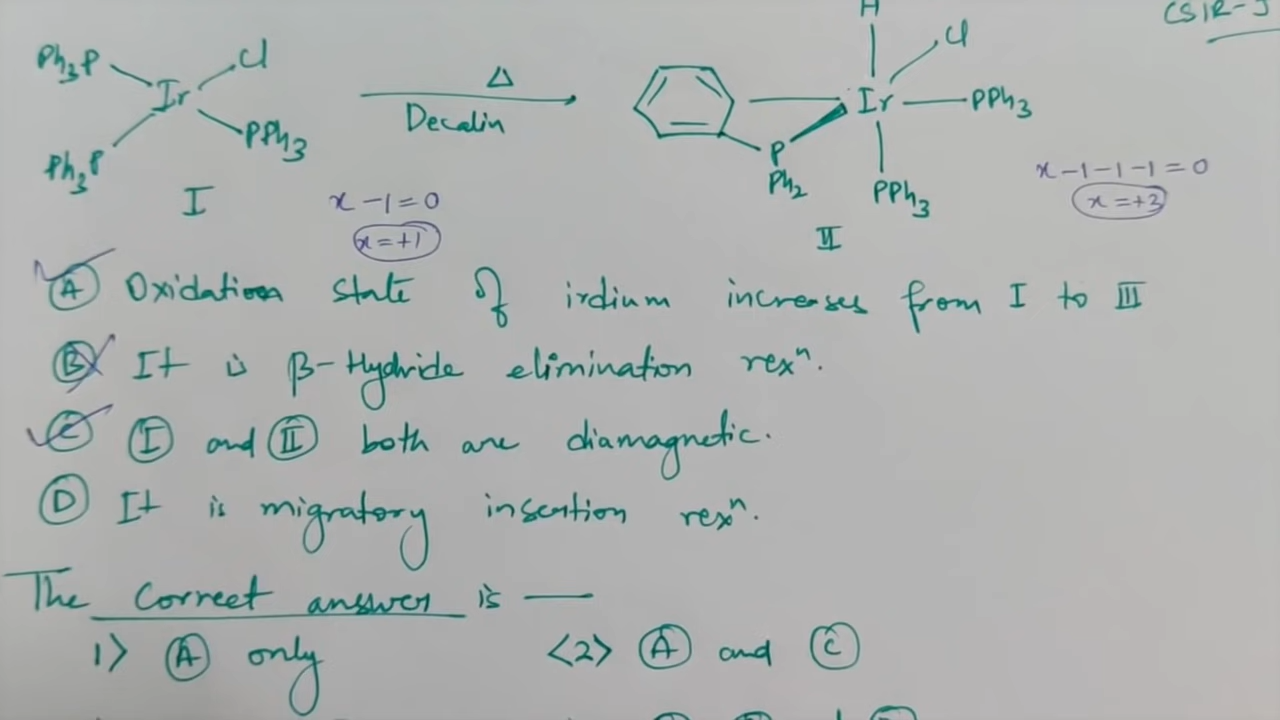 CSIR-J
Ph₃P Cl
Ir
Ph₃P PPh₃
I
Δ
Decalin
H
Cl
Ir PPh₃
P
Ph₂
PPh₃
II
x-1=0
x=+1
x-1-1-1=0
x=+3
A Oxidation state of irdium increases from I to III
B It is β-Hydride elimination rexⁿ.
C I and II both are diamagnetic.
D It is migratory insertion rexⁿ.
The correct answer is —
1> A only <2> A and C